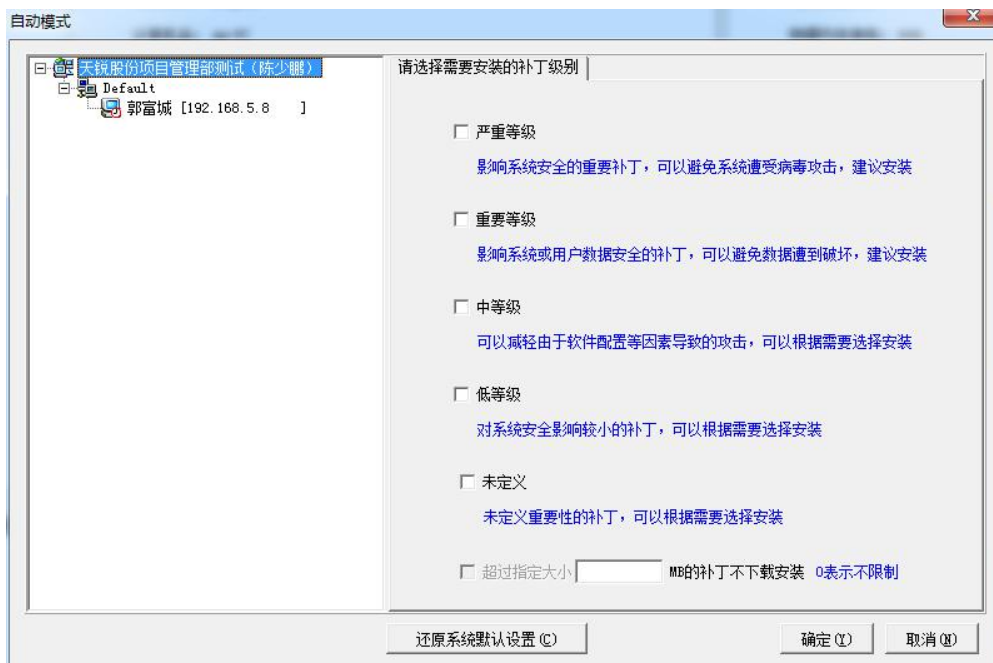 自动模式
天锐股份项目管理部测试（陈少鹏）
Default
郭富城 [192.168.5.8 ]
请选择需要安装的补丁级别
严重等级
影响系统安全的重要补丁，可以避免系统遭受病毒攻击，建议安装
重要等级
影响系统或用户数据安全的补丁，可以避免数据遭到破坏，建议安装
中等级
可以减轻由于软件配置等因素导致的攻击，可以根据需要选择安装
低等级
对系统安全影响较小的补丁，可以根据需要选择安装
未定义
未定义重要性的补丁，可以根据需要选择安装
超过指定大小 MB的补丁不下载安装 0表示不限制
还原系统默认设置(C) 确定(Y) 取消(N)